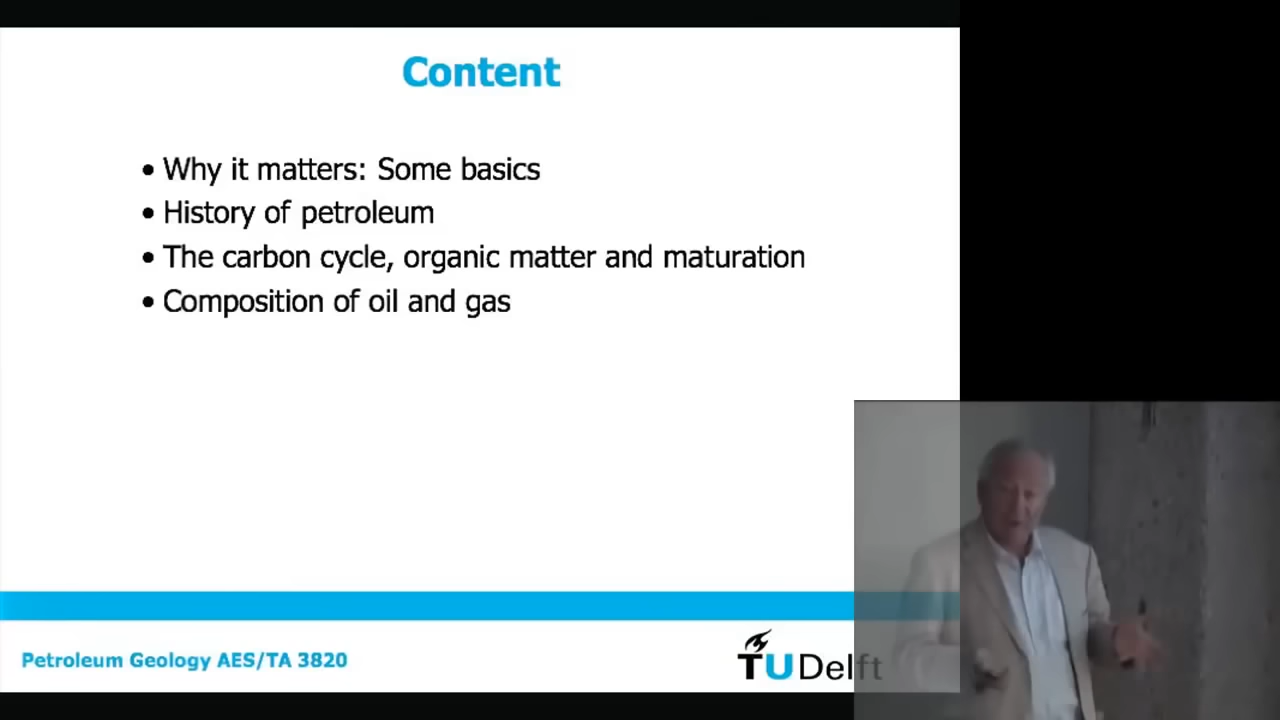 Content
• Why it matters: Some basics
• History of petroleum
• The carbon cycle, organic matter and maturation
• Composition of oil and gas
Petroleum Geology AES/TA 3820
TU Delft